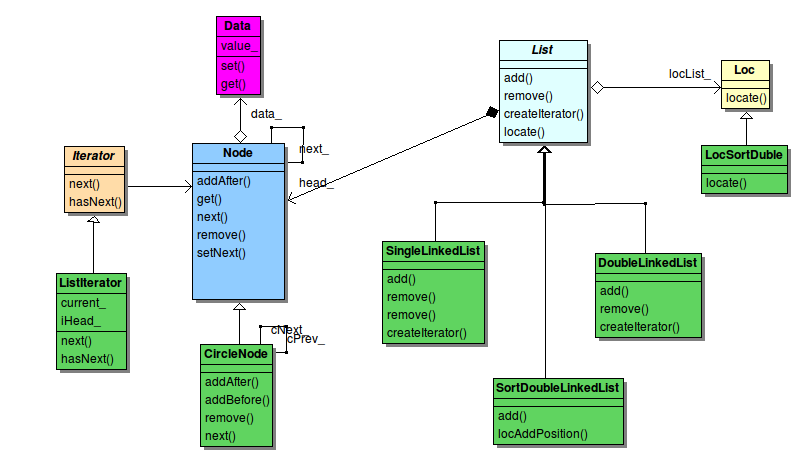 Data
value_
set()
get()
data_
Node
addAfter()
get()
next()
remove()
setNext()
next_
head_
Iterator
next()
hasNext()
ListIterator
current_
iHead_
next()
hasNext()
CircleNode
addAfter()
addBefore()
remove()
next()
cNext_
cPrev_
List
add()
remove()
createIterator()
locate()
locList_
Loc
locate()
LocSortDuble
locate()
SingleLinkedList
add()
remove()
remove()
createIterator()
DoubleLinkedList
add()
remove()
createIterator()
SortDoubleLinkedList
add()
locAddPosition()